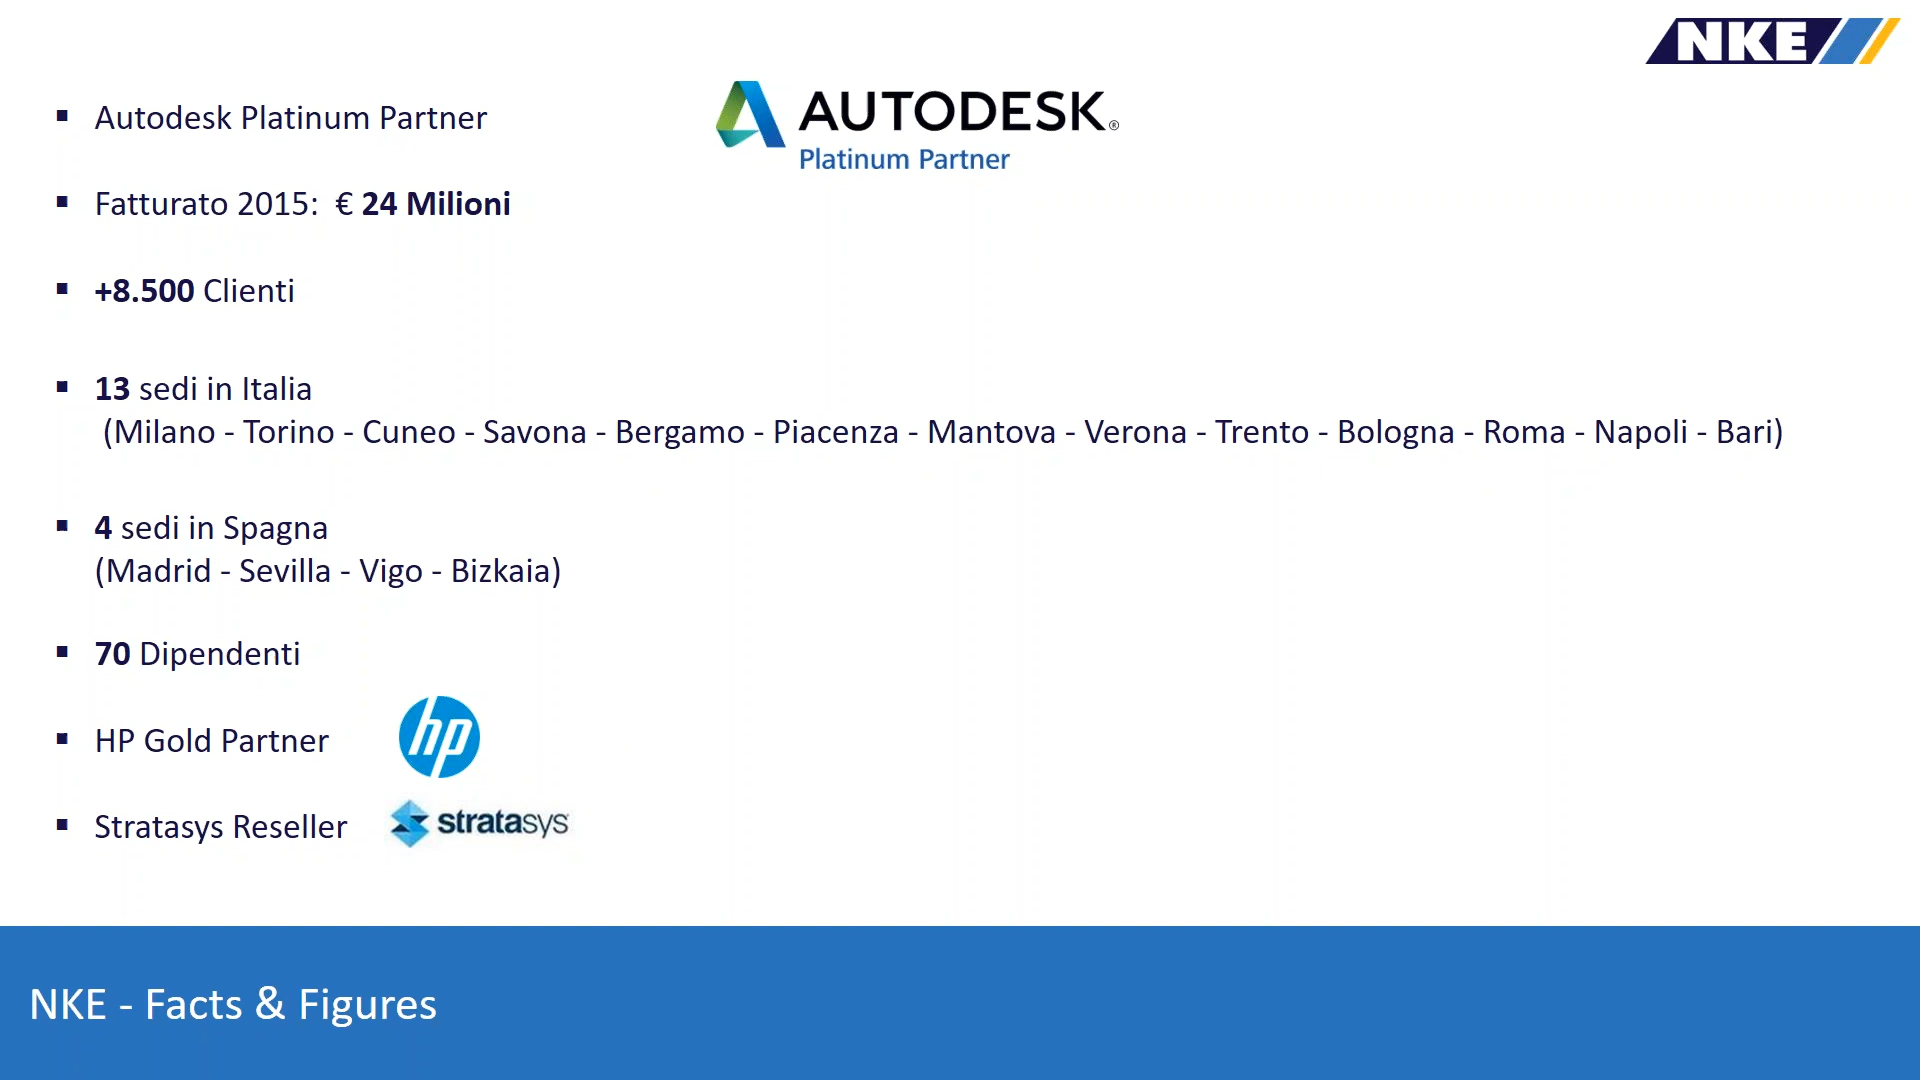 NKE
▪ Autodesk Platinum Partner
AUTODESK®
Platinum Partner
▪ Fatturato 2015: € 24 Milioni
▪ +8.500 Clienti
▪ 13 sedi in Italia
(Milano - Torino - Cuneo - Savona - Bergamo - Piacenza - Mantova - Verona - Trento - Bologna - Roma - Napoli - Bari)
▪ 4 sedi in Spagna
(Madrid - Sevilla - Vigo - Bizkaia)
▪ 70 Dipendenti
▪ HP Gold Partner
hp
▪ Stratasys Reseller
stratasys
NKE - Facts & Figures